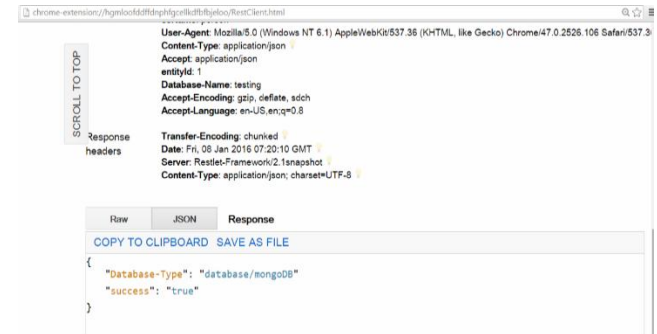 chrome-extension://hgmloofddffdnphfgcellkdfbfbjeloo/RestClient.html
User-Agent: Mozilla/5.0 (Windows NT 6.1) AppleWebKit/537.36 (KHTML, like Gecko) Chrome/47.0.2526.106 Safari/537.3
Content-Type: application/json
Accept: application/json
entityId: 1
Database-Name: testing
Accept-Encoding: gzip, deflate, sdch
Accept-Language: en-US,en;q=0.8
SCROLL TO TOP
Response headers
Transfer-Encoding: chunked
Date: Fri, 08 Jan 2016 07:20:10 GMT
Server: Restlet-Framework/2.1snapshot
Content-Type: application/json; charset=UTF-8
Raw JSON Response
COPY TO CLIPBOARD SAVE AS FILE
{
"Database-Type": "database/mongoDB"
"success": "true"
}